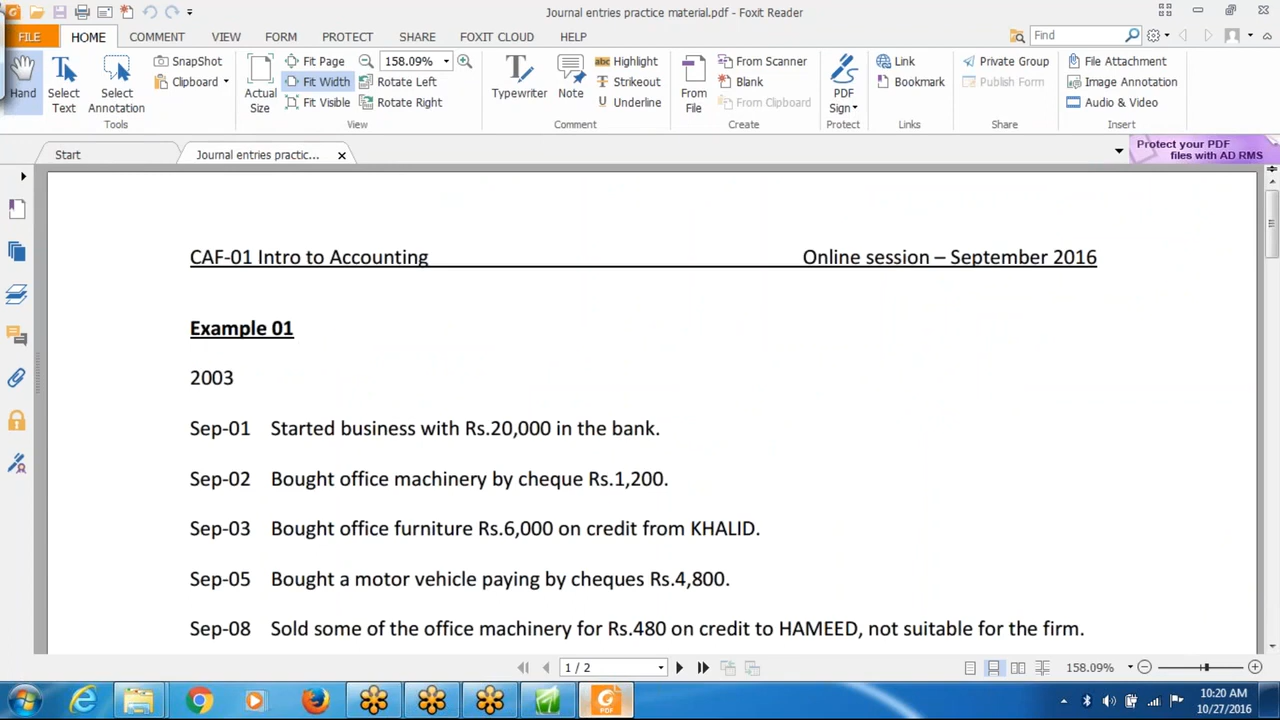 Journal entries practice material.pdf - Foxit Reader
FILE HOME COMMENT VIEW FORM PROTECT SHARE FOXIT CLOUD HELP Find
Hand
Select Text
Select Annotation
SnapShot
Clipboard
Tools
Actual Size
Fit Page
Fit Width
Fit Visible
158.09%
Rotate Left
Rotate Right
View
Typewriter
Note
abc Highlight
T Strikeout
U Underline
Comment
From File
From Scanner
Blank
From Clipboard
Create
PDF Sign
Protect
Link
Bookmark
Links
Private Group
Publish Form
Share
File Attachment
Image Annotation
Audio & Video
Insert
Start
Journal entries practic...
Protect your PDF
files with AD RMS
CAF-01 Intro to Accounting Online session – September 2016
Example 01
2003
Sep-01 Started business with Rs.20,000 in the bank.
Sep-02 Bought office machinery by cheque Rs.1,200.
Sep-03 Bought office furniture Rs.6,000 on credit from KHALID.
Sep-05 Bought a motor vehicle paying by cheques Rs.4,800.
Sep-08 Sold some of the office machinery for Rs.480 on credit to HAMEED, not suitable for the firm.
1 / 2 158.09%
PDF
10:20 AM
10/27/2016